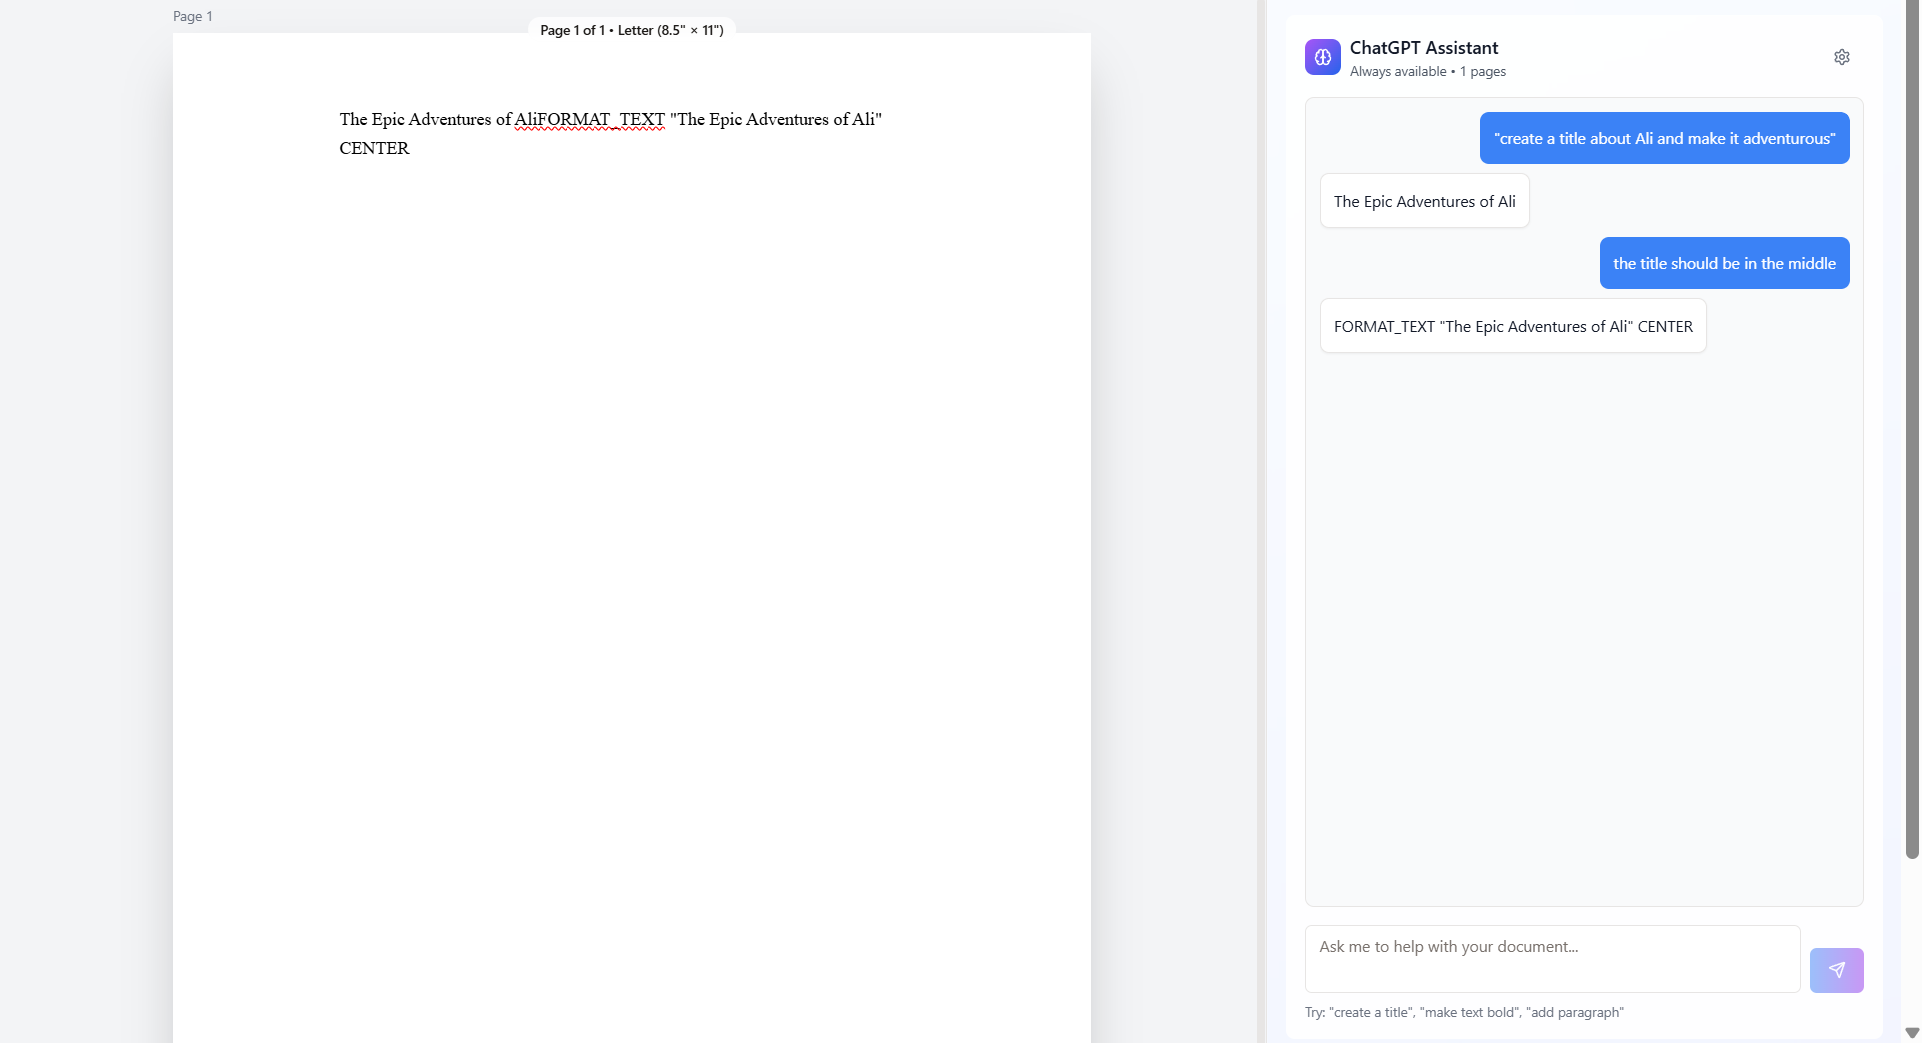 Page 1
Page 1 of 1 • Letter (8.5" × 11")
The Epic Adventures of AliFORMAT_TEXT "The Epic Adventures of Ali"
CENTER
ChatGPT Assistant
Always available • 1 pages
"create a title about Ali and make it adventurous"
The Epic Adventures of Ali
the title should be in the middle
FORMAT_TEXT "The Epic Adventures of Ali" CENTER
Ask me to help with your document...
Try: "create a title", "make text bold", "add paragraph"